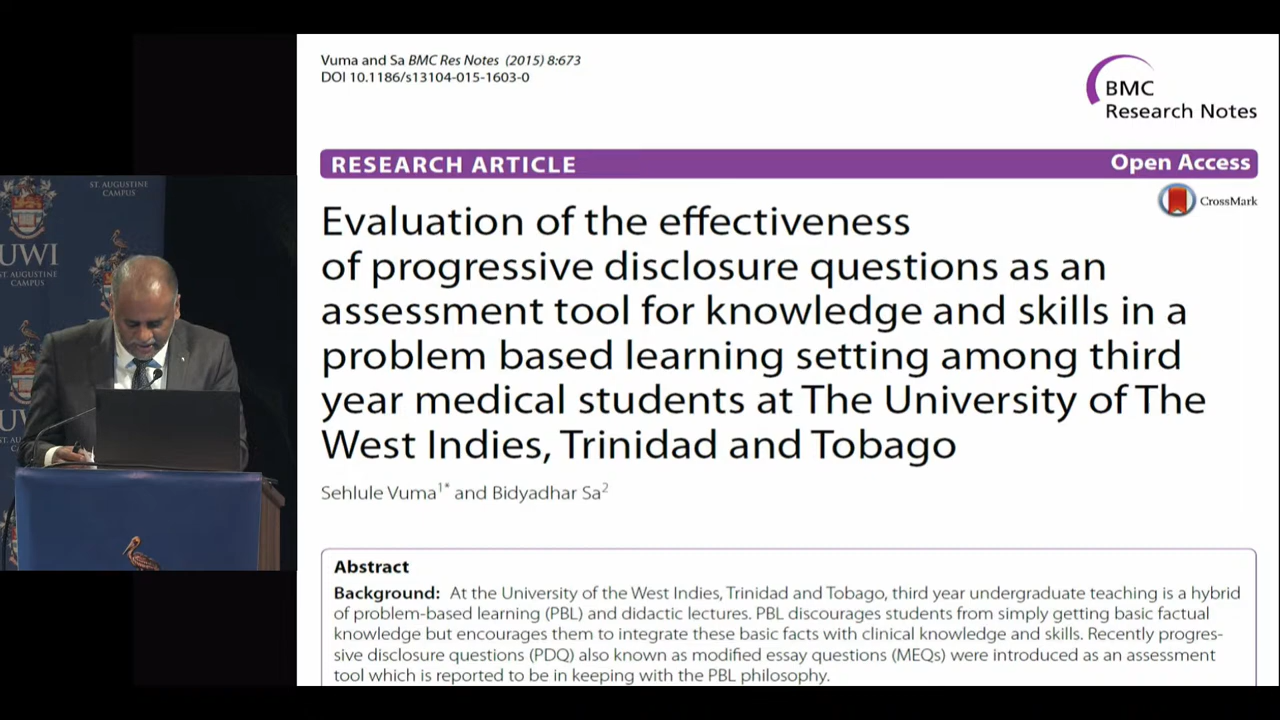 Vuma and Sa BMC Res Notes (2015) 8:673
DOI 10.1186/s13104-015-1603-0
BMC
Research Notes
RESEARCH ARTICLE
Open Access
CrossMark
Evaluation of the effectiveness
of progressive disclosure questions as an
assessment tool for knowledge and skills in a
problem based learning setting among third
year medical students at The University of The
West Indies, Trinidad and Tobago
Sehlule Vuma1* and Bidyadhar Sa2
Abstract
Background: At the University of the West Indies, Trinidad and Tobago, third year undergraduate teaching is a hybrid
of problem-based learning (PBL) and didactic lectures. PBL discourages students from simply getting basic factual
knowledge but encourages them to integrate these basic facts with clinical knowledge and skills. Recently progres-
sive disclosure questions (PDQ) also known as modified essay questions (MEQs) were introduced as an assessment
tool which is reported to be in keeping with the PBL philosophy.
ST. AUGUSTINE
CAMPUS
UWI
ST. AUGUSTINE
CAMPUS